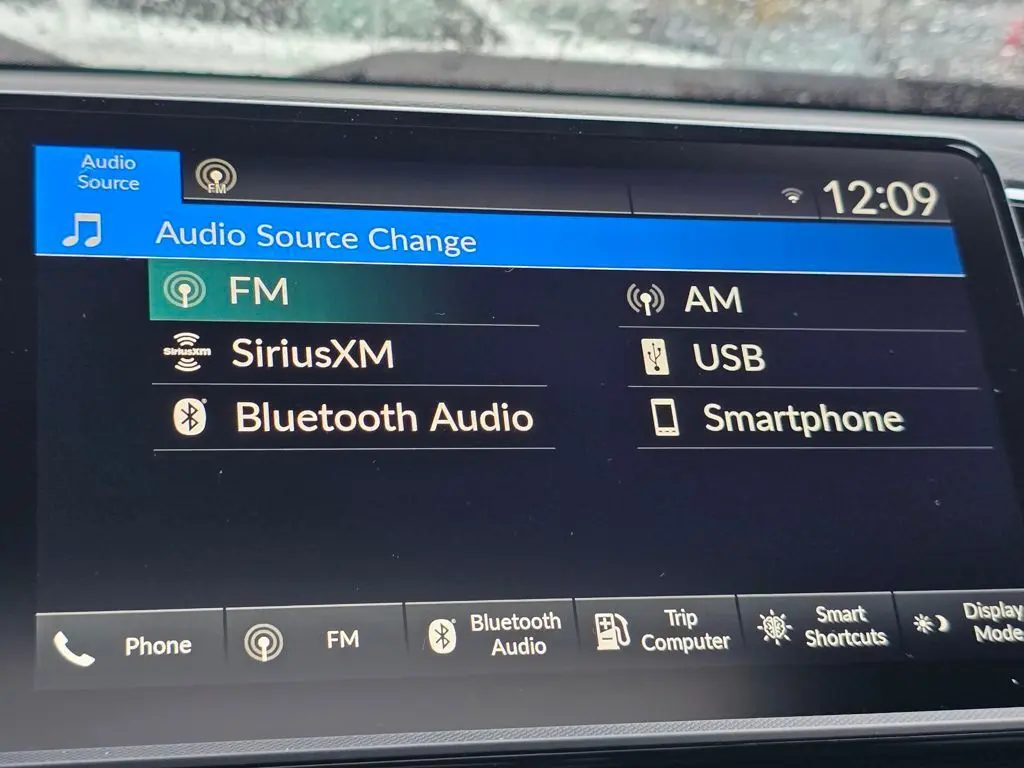 Audio
Source
FM
12:09
Audio Source Change
FM
AM
SiriusXM
SiriusXM
USB
Bluetooth Audio
Smartphone
Phone
FM
Bluetooth
Audio
Trip
Computer
Smart
Shortcuts
Display
Mode